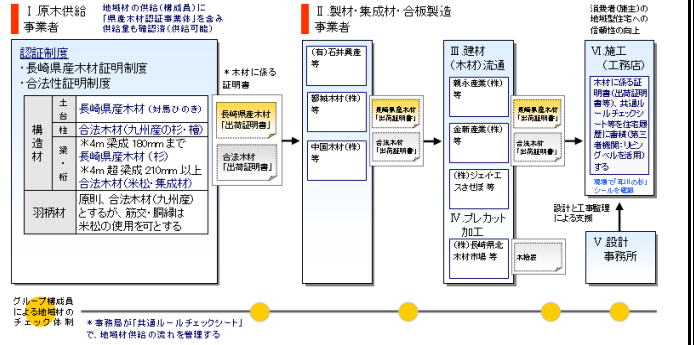 Ⅰ.原木供給
事業者
地域材の供給(構成員)に
「県産木材認証事業体」を含み
供給量も確認済(供給可能)
認証制度
・長崎県産木材証明制度
・合法性証明制度
構造材
土台
長崎県産木材 (対馬ひのき)
柱
合法木材(九州産の杉・檜)
梁・桁
*4m 梁成 180mmまで
長崎県産木材 (杉)
*4m 超 梁成 210mm 以上
合法木材(米松・集成材)
羽柄材
原則、合法木材(九州産)
とするが、筋交・胴縁は
米松の使用を可とする
*木材に係る
証明書
長崎県産木材
「出荷証明書」
合法木材
「出荷証明書」
Ⅱ.製材・集成材・合板製造
事業者
(有)石井興産
等
都城木材(株)
等
中国木材(株)
等
長崎県産木材
「出荷証明書」
合法木材
「出荷証明書」
Ⅲ.建材
(木材)流通
親永産業(株)
等
金新産業(株)
等
(株)ジェイ・エ
スさせぼ 等
Ⅳ.プレカット
加工
(株)長崎県北
木材市場 等
長崎県産木材
「出荷証明書」
合法木材
「出荷証明書」
木拾表
消費者(施主)の
地域型住宅への
信頼性の向上
Ⅵ.施工
(工務店)
木材に係る証
明書(出荷証明
書等)、共通ル
ールチェックシ
ート等を住宅履
歴に蓄積(第三
者機関:リビン
グベルを活用)
する
現場で「耳川の杉」
シールを確認
設計と工事監理
による支援
Ⅴ.設計
事務所
グループ構成員
による地域材の
チェック体制
*事務局が「共通ルールチェックシート」
で、地域材供給の流れを管理する